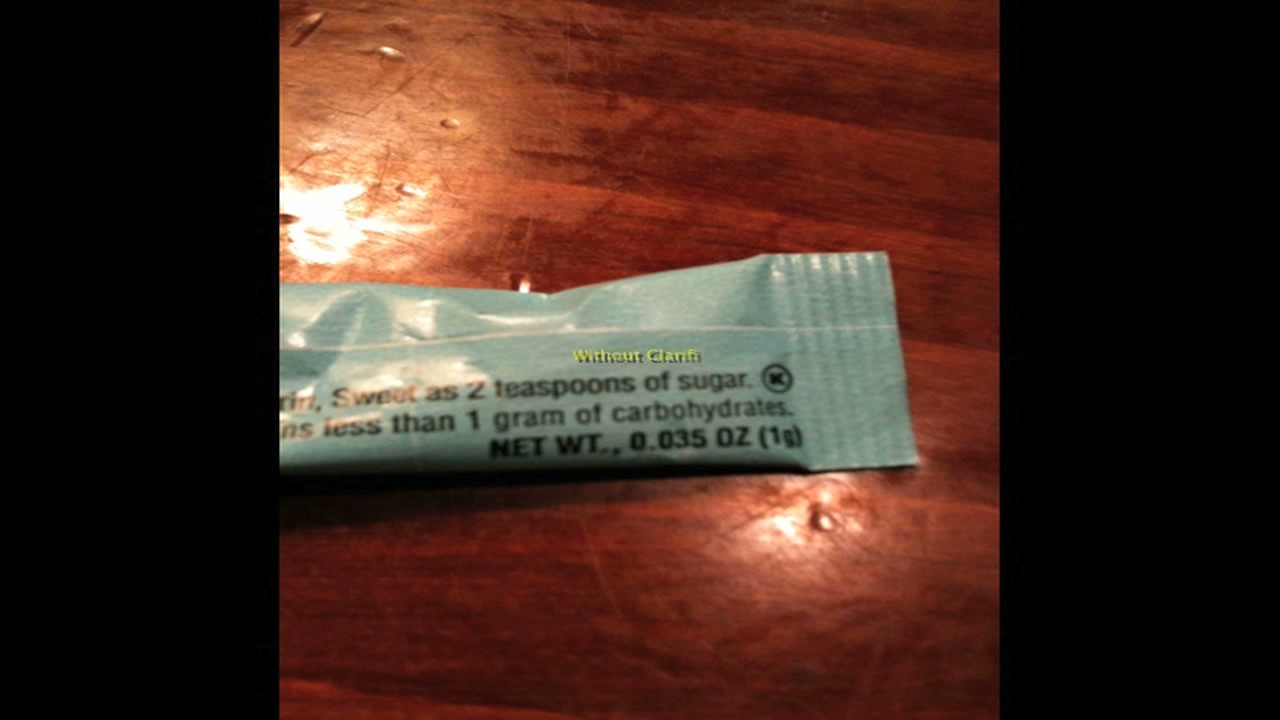 Without Clarifi
rin, Sweet as 2 teaspoons of sugar. K
ns less than 1 gram of carbohydrates.
NET WT., 0.035 OZ (1g)